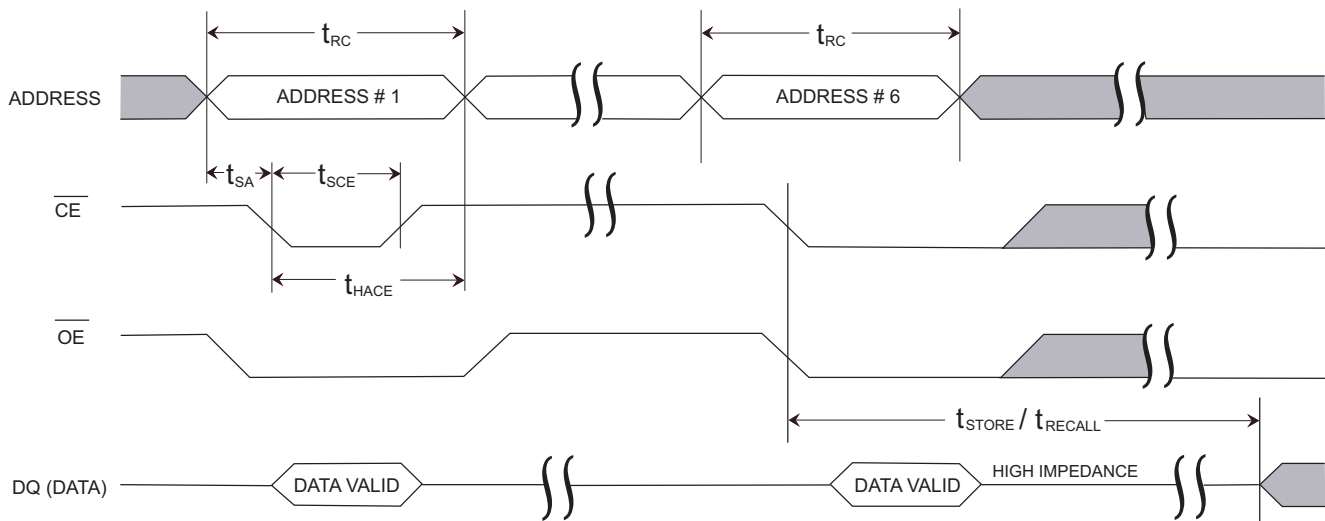 tRC
tRC
ADDRESS
ADDRESS # 1
ADDRESS # 6
tSA
tSCE
CE
tHACE
OE
tSTORE / tRECALL
DQ (DATA)
DATA VALID
DATA VALID
HIGH IMPEDANCE